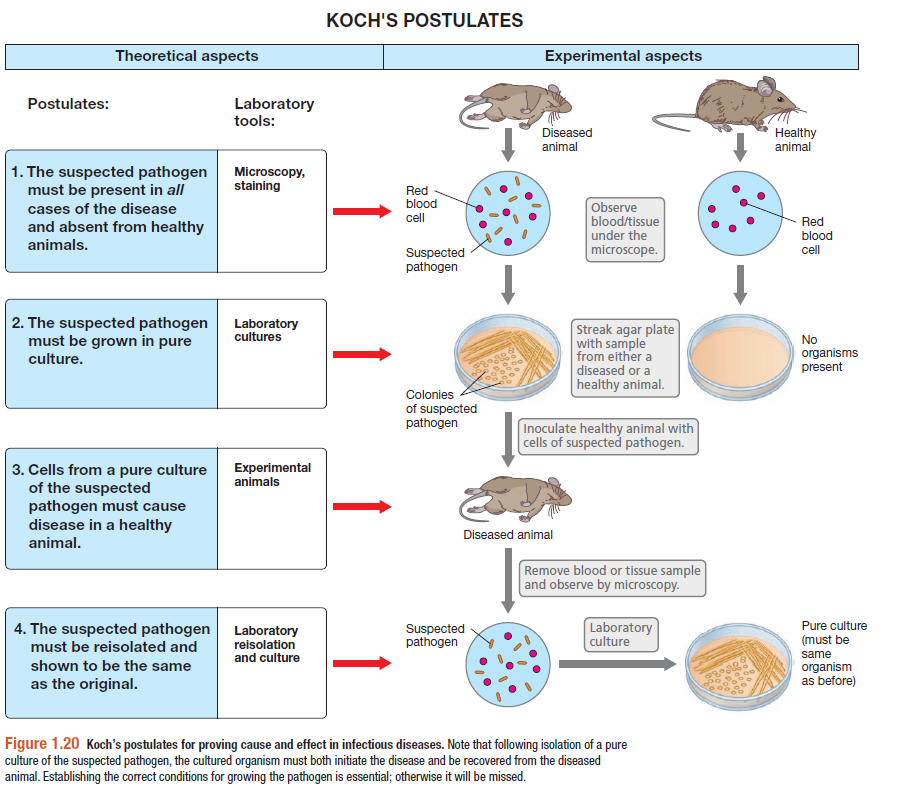 KOCH'S POSTULATES
Theoretical aspects
Experimental aspects
Postulates:
Laboratory
tools:
Diseased
animal
Healthy
animal
1. The suspected pathogen
must be present in all
cases of the disease
and absent from healthy
animals.
Microscopy,
staining
Red
blood
cell
Suspected
pathogen
Observe
blood/tissue
under the
microscope.
Red
blood
cell
2. The suspected pathogen
must be grown in pure
culture.
Laboratory
cultures
Colonies
of suspected
pathogen
Streak agar plate
with sample
from either a
diseased or a
healthy animal.
No
organisms
present
Inoculate healthy animal with
cells of suspected pathogen.
3. Cells from a pure culture
of the suspected
pathogen must cause
disease in a healthy
animal.
Experimental
animals
Diseased animal
Remove blood or tissue sample
and observe by microscopy.
4. The suspected pathogen
must be reisolated and
shown to be the same
as the original.
Laboratory
reisolation
and culture
Suspected
pathogen
Laboratory
culture
Pure culture
(must be
same
organism
as before)
Figure 1.20 Koch's postulates for proving cause and effect in infectious diseases. Note that following isolation of a pure
culture of the suspected pathogen, the cultured organism must both initiate the disease and be recovered from the diseased
animal. Establishing the correct conditions for growing the pathogen is essential; otherwise it will be missed.